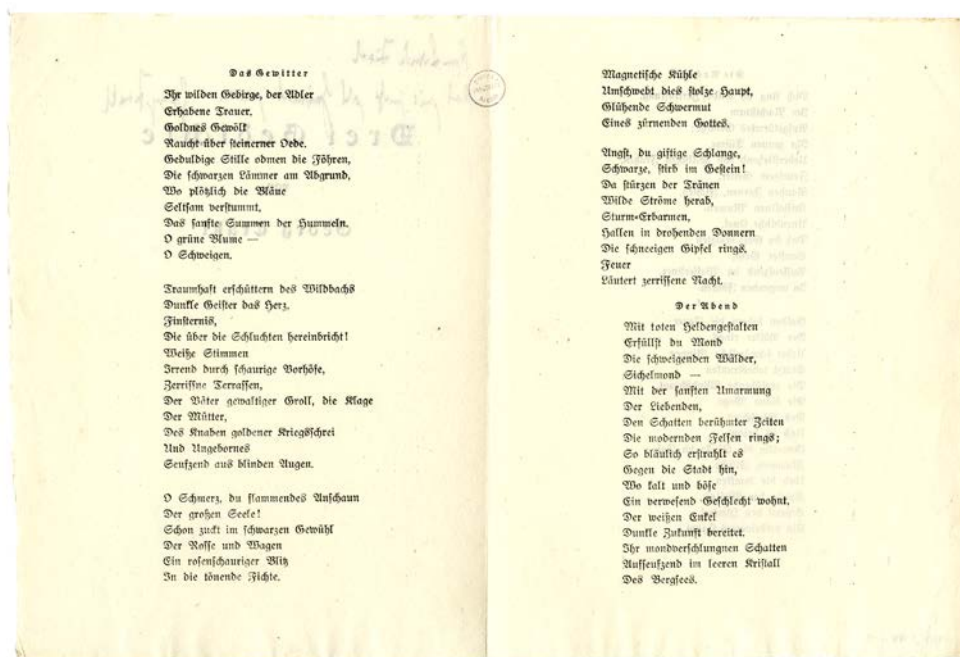 Das Gewitter
Ihr wilden Gebirge, der Adler
Erhabene Trauer.
Goldnes Gewölk
Raucht über steinerner Öde.
Geduldige Stille odmen die Föhren,
Die schwarzen Lämmer am Abgrund,
Wo plötzlich die Bläue
Seltsam verstummt,
Das sanfte Summen der Hummeln.
O grüne Blume —
O Schweigen.
Traumhaft erschüttern des Wildbachs
Dunkle Geister das Herz,
Finsternis,
Die über die Schluchten hereinbricht!
Weiße Stimmen
Irrend durch schaurige Vorhöfe,
Zerrißne Terrassen,
Der Väter gewaltiger Groll, die Klage
Der Mütter,
Des Knaben goldener Kriegsschrei
Und Ungebornes
Seufzend aus blinden Augen.
O Schmerz, du flammendes Anschaun
Der großen Seele!
Schon zuckt im schwarzen Gewühl
Der Rosse und Wagen
Ein rosenschauriger Blitz
In die tönende Fichte.
Magnetische Kühle
Umschwebt dies stolze Haupt,
Glühende Schwermut
Eines zürnenden Gottes.
Angst, du giftige Schlange,
Schwarze, stirb im Gestein!
Da stürzen der Tränen
Wilde Ströme herab,
Sturm-Erbarmen,
Hallen in drohenden Donnern
Die schneeigen Gipfel rings.
Feuer
Läutert zerrissene Nacht.
Der Abend
Mit toten Heldengestalten
Erfüllst du Mond
Die schweigenden Wälder,
Sichelmond —
Mit der sanften Umarmung
Der Liebenden,
Den Schatten berühmter Zeiten
Die modernden Felsen rings;
So bläulich erstrahlt es
Gegen die Stadt hin,
Wo kalt und böse
Ein verwesend Geschlecht wohnt,
Der weißen Enkel
Dunkle Zukunft bereitet.
Ihr mondverschlungnen Schatten
Aufseufzend im leeren Kristall
Des Bergsees.